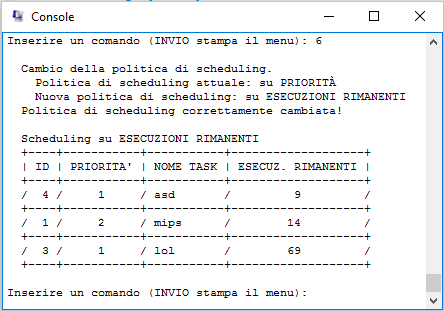 Console
Inserire un comando (INVIO stampa il menu): 6
Cambio della politica di scheduling.
Politica di scheduling attuale: su PRIORITÀ
Nuova politica di scheduling: su ESECUZIONI RIMANENTI
Politica di scheduling correttamente cambiata!
Scheduling su ESECUZIONI RIMANENTI
+----+-----------+-----------+--------------------+
| ID | PRIORITA' | NOME TASK | ESECUZ. RIMANENTI |
+----+-----------+-----------+--------------------+
/ 4 / 1 / asd / 9 /
+----+-----------+-----------+--------------------+
/ 1 / 2 / mips / 14 /
+----+-----------+-----------+--------------------+
/ 3 / 1 / lol / 69 /
+----+-----------+-----------+--------------------+
Inserire un comando (INVIO stampa il menu):